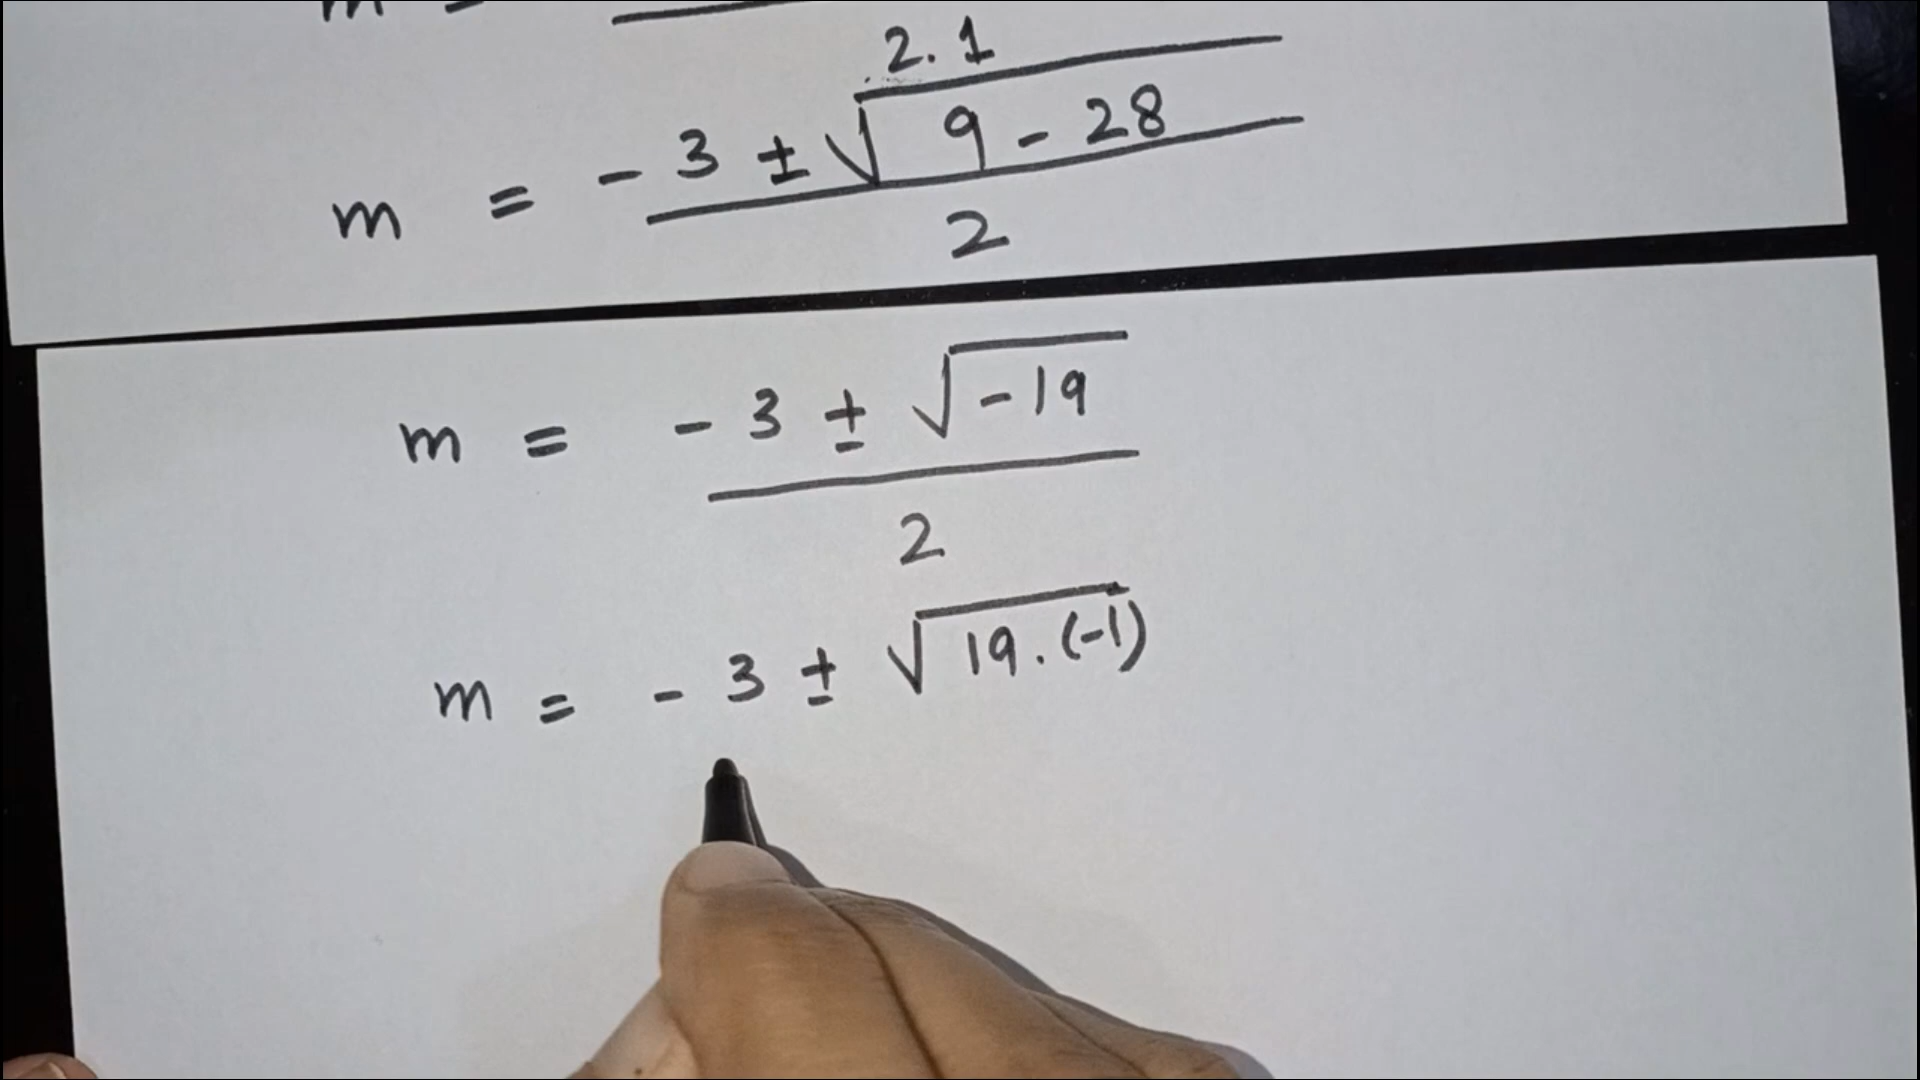 m =
2.1
m = -3 ± √9-28
2
m = -3 ± √-19
2
m = -3 ± √19.(-1)